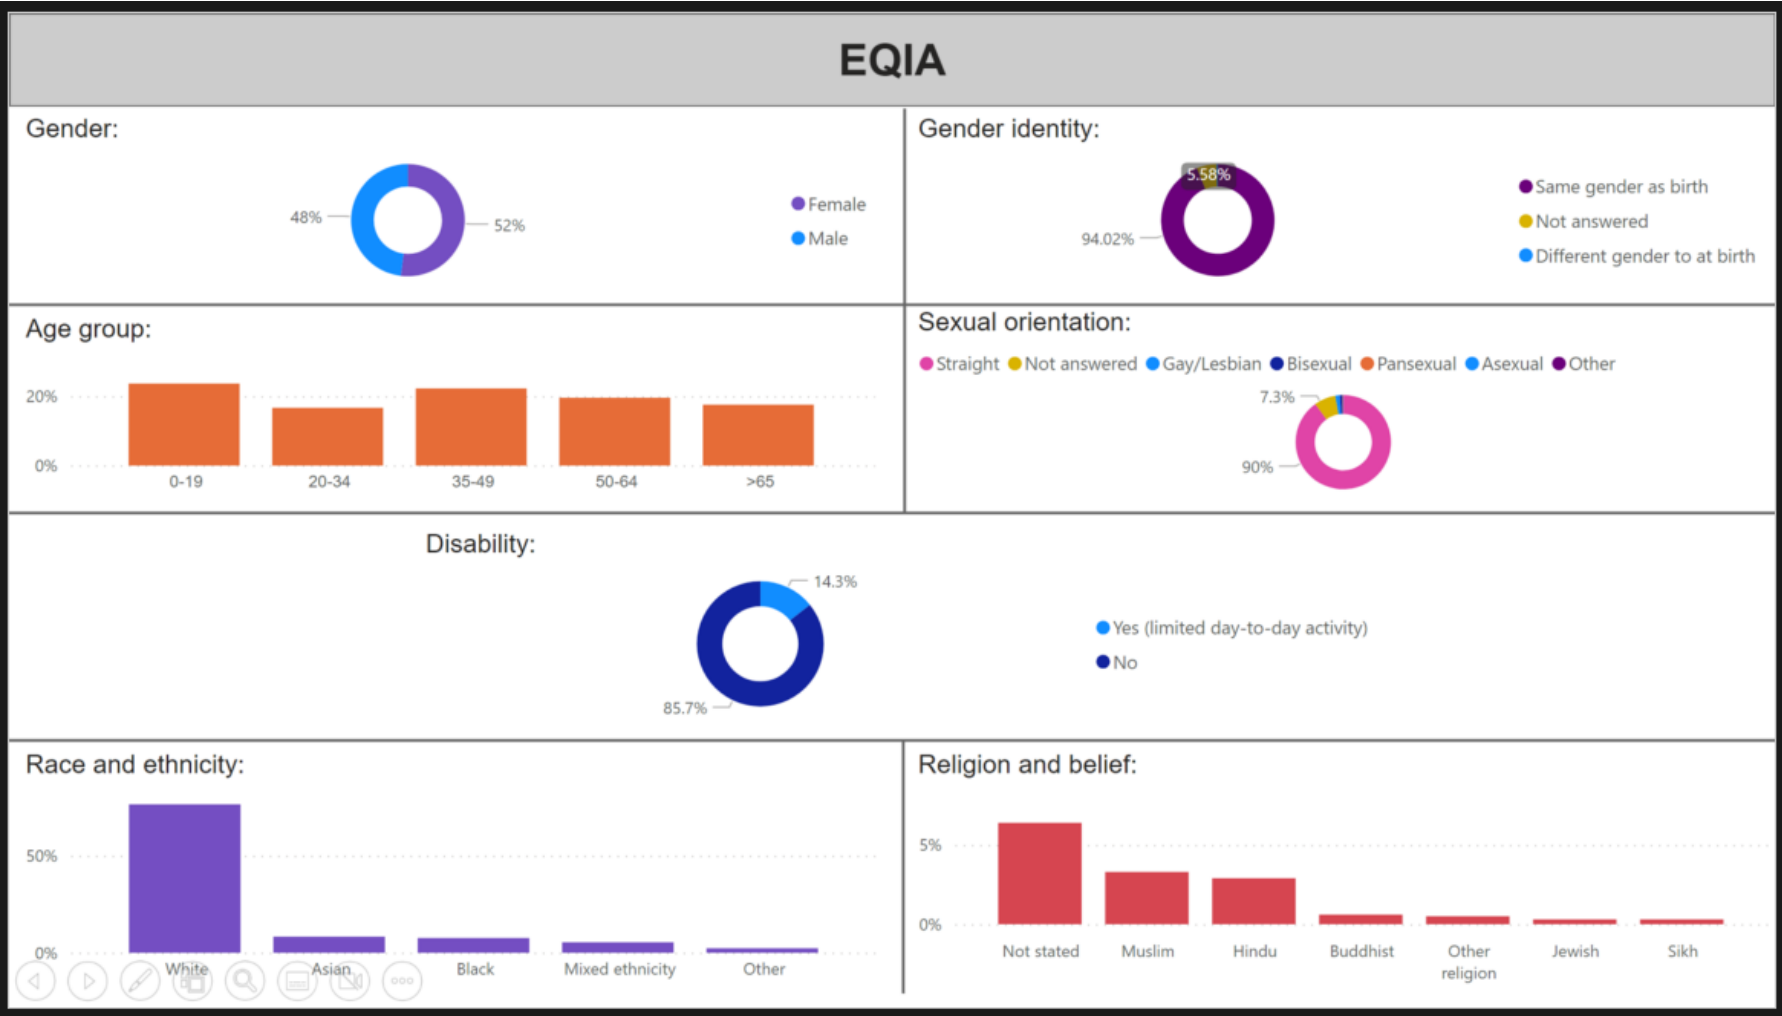 EQIA
Gender:
48%
52%
Female
Male
Gender identity:
5.58%
94.02%
Same gender as birth
Not answered
Different gender to at birth
Age group:
20%
0%
0-19 20-34 35-49 50-64 >65
Sexual orientation:
Straight Not answered Gay/Lesbian Bisexual Pansexual Asexual Other
7.3%
90%
Disability:
14.3%
85.7%
Yes (limited day-to-day activity)
No
Race and ethnicity:
50%
0%
White Asian Black Mixed ethnicity Other
Religion and belief:
5%
0%
Not stated Muslim Hindu Buddhist Other Jewish Sikh
religion